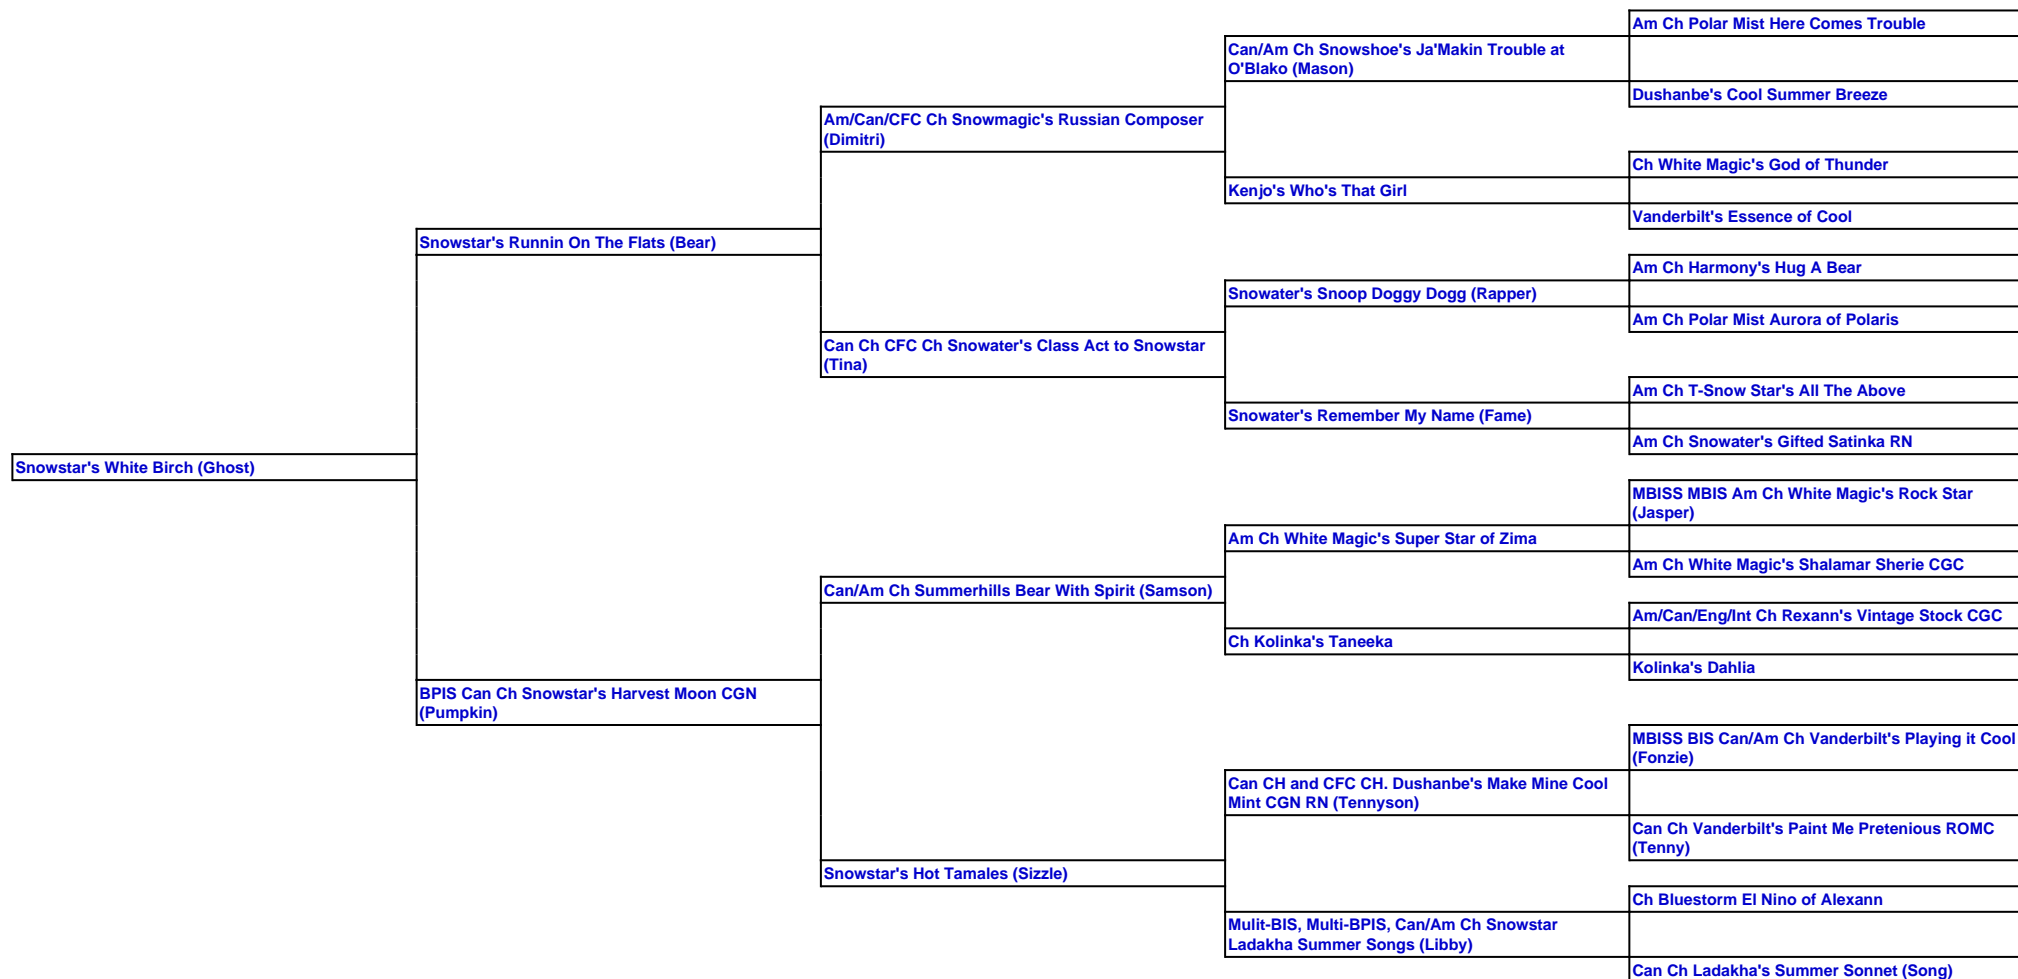 Am Ch Polar Mist Here Comes Trouble
Can/Am Ch Snowshoe's Ja'Makin Trouble at
O'Blako (Mason)
Dushanbe's Cool Summer Breeze
Am/Can/CFC Ch Snowmagic's Russian Composer
(Dimitri)
Ch White Magic's God of Thunder
Kenjo's Who's That Girl
Vanderbilt's Essence of Cool
Snowstar's Runnin On The Flats (Bear)
Am Ch Harmony's Hug A Bear
Snowater's Snoop Doggy Dogg (Rapper)
Am Ch Polar Mist Aurora of Polaris
Can Ch CFC Ch Snowater's Class Act to Snowstar
(Tina)
Am Ch T-Snow Star's All The Above
Snowater's Remember My Name (Fame)
Am Ch Snowater's Gifted Satinka RN
Snowstar's White Birch (Ghost)
MBISS MBIS Am Ch White Magic's Rock Star
(Jasper)
Am Ch White Magic's Super Star of Zima
Am Ch White Magic's Shalamar Sherie CGC
Can/Am Ch Summerhills Bear With Spirit (Samson)
Am/Can/Eng/Int Ch Rexann's Vintage Stock CGC
Ch Kolinka's Taneeka
Kolinka's Dahlia
BPIS Can Ch Snowstar's Harvest Moon CGN
(Pumpkin)
MBISS BIS Can/Am Ch Vanderbilt's Playing it Cool
(Fonzie)
Can CH and CFC CH. Dushanbe's Make Mine Cool
Mint CGN RN (Tennyson)
Can Ch Vanderbilt's Paint Me Pretenious ROMC
(Tenny)
Snowstar's Hot Tamales (Sizzle)
Ch Bluestorm El Nino of Alexann
Mulit-BIS, Multi-BPIS, Can/Am Ch Snowstar
Ladakha Summer Songs (Libby)
Can Ch Ladakha's Summer Sonnet (Song)